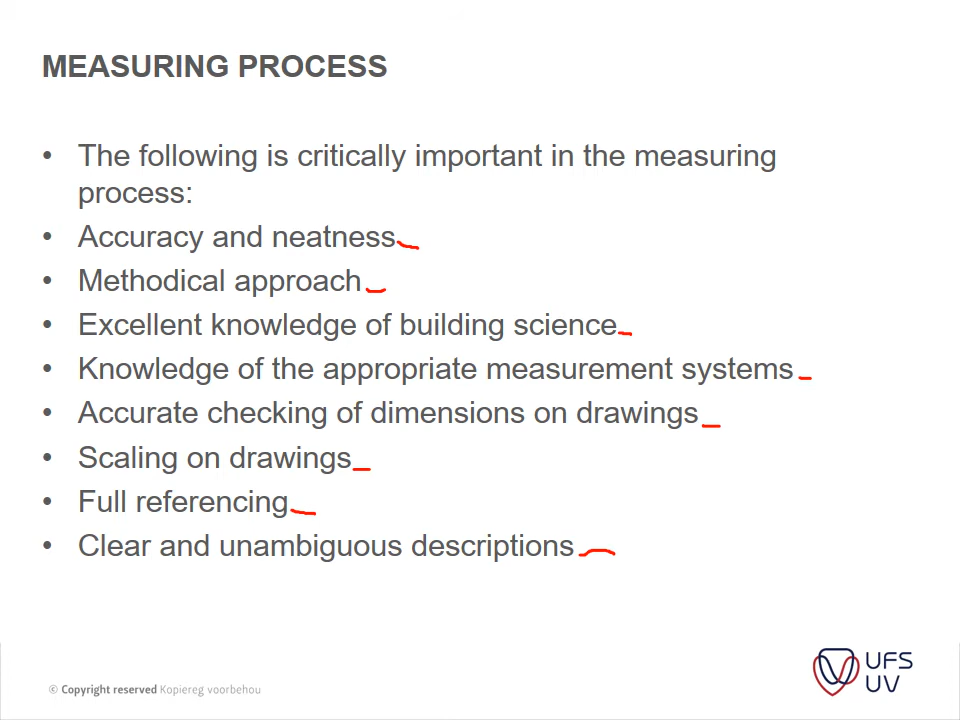 MEASURING PROCESS
• The following is critically important in the measuring
process:
• Accuracy and neatness
• Methodical approach
• Excellent knowledge of building science
• Knowledge of the appropriate measurement systems
• Accurate checking of dimensions on drawings
• Scaling on drawings
• Full referencing
• Clear and unambiguous descriptions
© Copyright reserved Kopiereg voorbehou
UFS
UV